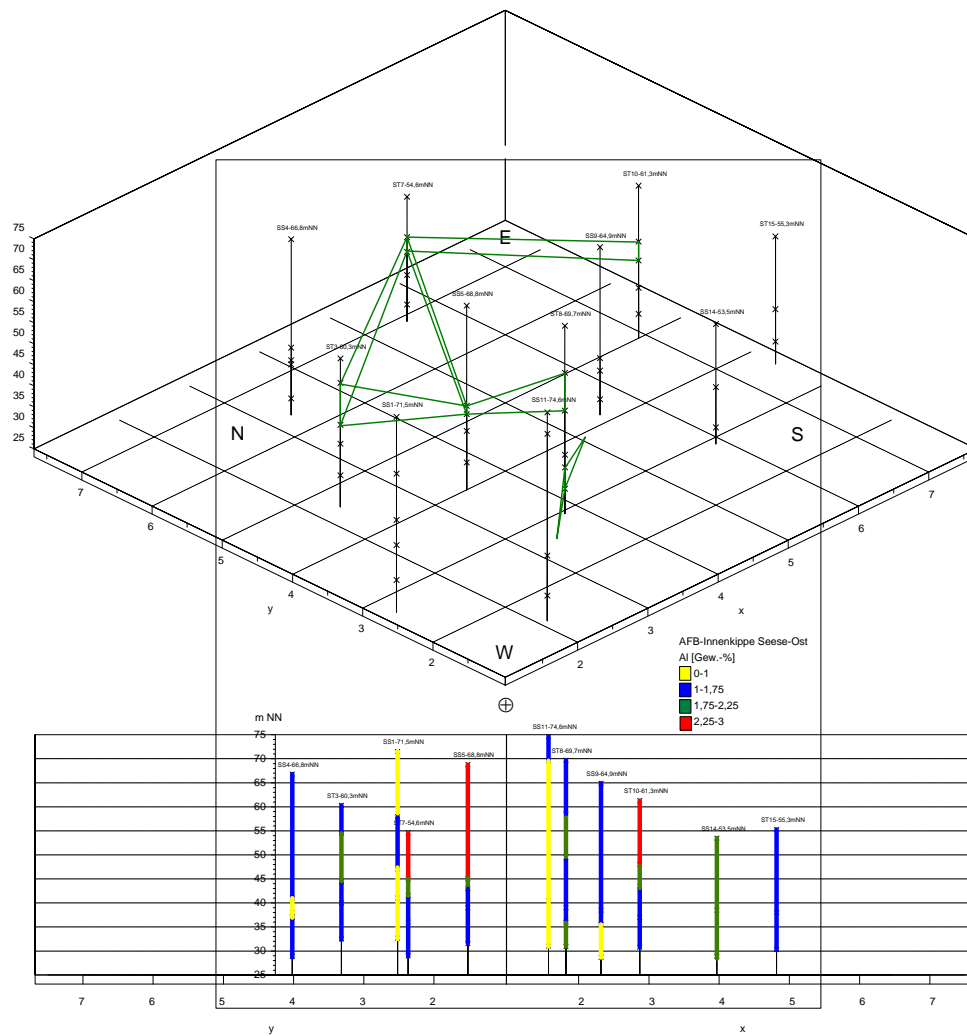 ST10-61,3mNN
ST7-54,6mNN
75
SS4-66,8mNN
E
SS9-64,9mNN
ST15-55,3mNN
70
65
60
SS5-66,8mNN
55
ST8-69,7mNN
SS14-53,5mNN
50
45
ST3-60,3mNN
40
35
SS1-71,5mNN
SS11-74,6mNN
30
N
S
25
7
7
6
6
5
5
4
4
y
x
3
3
2
2
W
AFB-Innenkippe Seese-Ost
Al [Gew.-%]
0-1
1-1,75
1,75-2,25
2,25-3
m NN
75
SS11-74,6mNN
SS1-71,5mNN
ST8-69,7mNN
70
SS5-68,8mNN
SS4-66,8mNN
SS9-64,9mNN
65
ST3-60,3mNN
ST10-61,3mNN
60
ST7-54,6mNN
ST15-55,3mNN
55
SS14-53,5mNN
50
45
40
35
30
25
7 6 5 4 3 2 2 3 4 5 6 7
y x